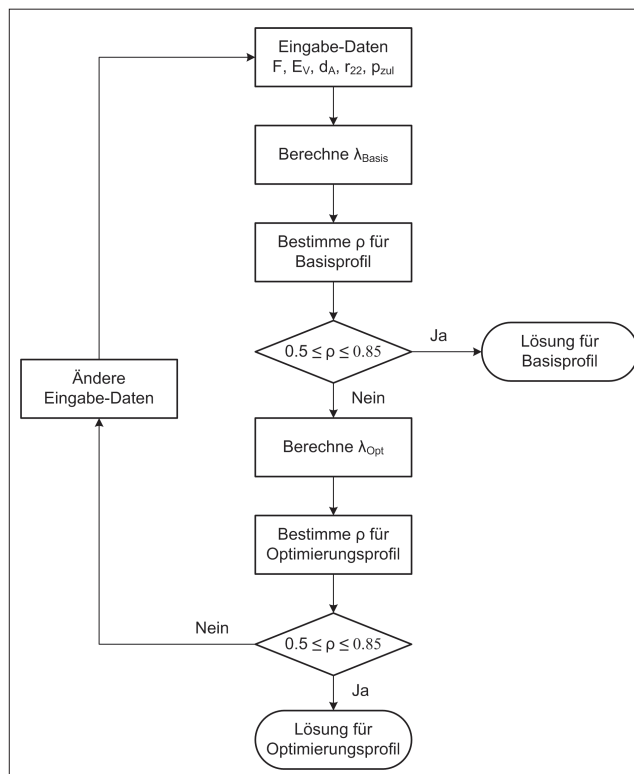 Eingabe-Daten
F, E_V, d_A, r_22, p_zul
Berechne λ_Basis
Bestimme ρ für
Basisprofil
0.5 ≤ ρ ≤ 0.85
Ja
Lösung für
Basisprofil
Nein
Ändere
Eingabe-Daten
Berechne λ_Opt
Bestimme ρ für
Optimierungsprofil
Nein
0.5 ≤ ρ ≤ 0.85
Ja
Lösung für
Optimierungsprofil